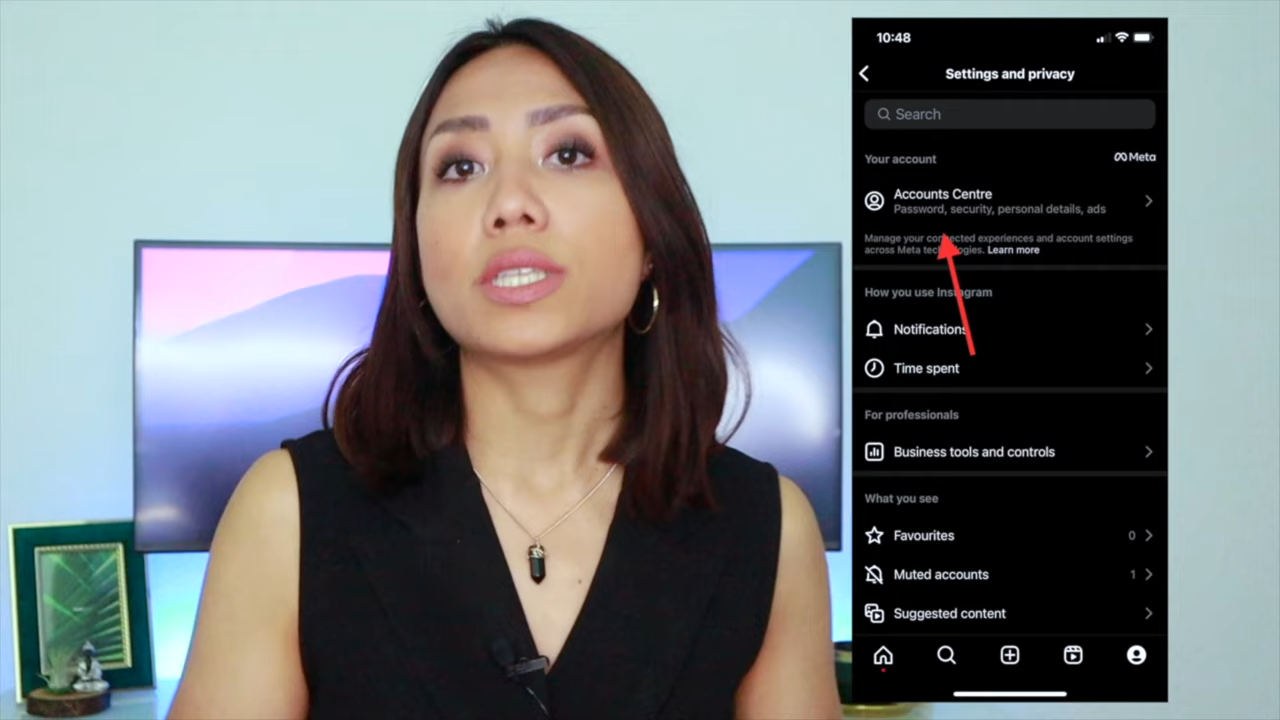 10:48
Settings and privacy
Search
Your account
Meta
Accounts Centre
Password, security, personal details, ads
Manage your connected experiences and account settings
across Meta technologies. Learn more
How you use Instagram
Notifications
Time spent
For professionals
Business tools and controls
What you see
Favourites 0
Muted accounts 1
Suggested content